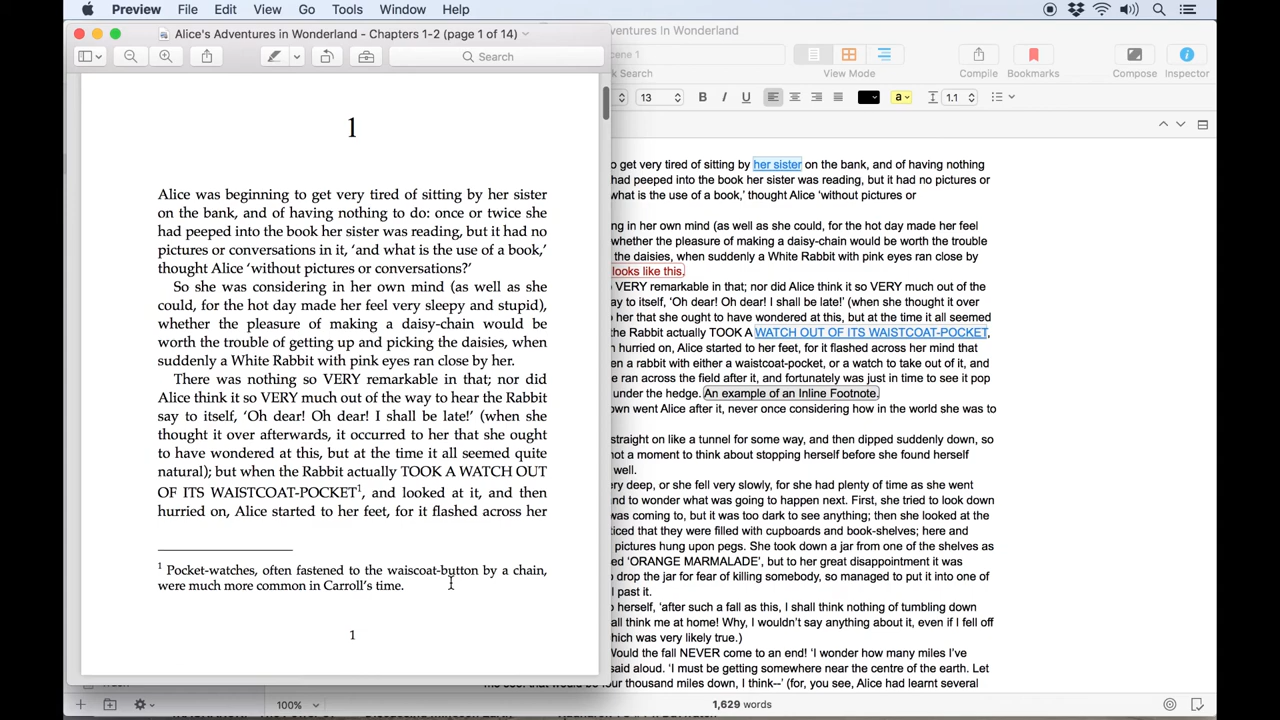 Preview File Edit View Go Tools Window Help
Alice's Adventures in Wonderland - Chapters 1-2 (page 1 of 14)
Search
1
Alice was beginning to get very tired of sitting by her sister
on the bank, and of having nothing to do: once or twice she
had peeped into the book her sister was reading, but it had no
pictures or conversations in it, ‘and what is the use of a book,’
thought Alice ‘without pictures or conversations?’
So she was considering in her own mind (as well as she
could, for the hot day made her feel very sleepy and stupid),
whether the pleasure of making a daisy-chain would be
worth the trouble of getting up and picking the daisies, when
suddenly a White Rabbit with pink eyes ran close by her.
There was nothing so VERY remarkable in that; nor did
Alice think it so VERY much out of the way to hear the Rabbit
say to itself, ‘Oh dear! Oh dear! I shall be late!’ (when she
thought it over afterwards, it occurred to her that she ought
to have wondered at this, but at the time it all seemed quite
natural); but when the Rabbit actually TOOK A WATCH OUT
OF ITS WAISTCOAT-POCKET1, and looked at it, and then
hurried on, Alice started to her feet, for it flashed across her
1 Pocket-watches, often fastened to the waiscoat-button by a chain,
were much more common in Carroll’s time.
1
ventures In Wonderland
cene 1
k Search
View Mode
Compile
Bookmarks
Compose
Inspector
13 B I U a 1.1
o get very tired of sitting by her sister on the bank, and of having nothing
had peeped into the book her sister was reading, but it had no pictures or
what is the use of a book,’ thought Alice ‘without pictures or
ng in her own mind (as well as she could, for the hot day made her feel
whether the pleasure of making a daisy-chain would be worth the trouble
the daisies, when suddenly a White Rabbit with pink eyes ran close by
looks like this.
VERY remarkable in that; nor did Alice think it so VERY much out of the
ay to itself, ‘Oh dear! Oh dear! I shall be late!’ (when she thought it over
her that she ought to have wondered at this, but at the time it all seemed
the Rabbit actually TOOK A WATCH OUT OF ITS WAISTCOAT-POCKET,
n hurried on, Alice started to her feet, for it flashed across her mind that
en a rabbit with either a waistcoat-pocket, or a watch to take out of it, and
e ran across the field after it, and fortunately was just in time to see it pop
under the hedge. An example of an Inline Footnote.
own went Alice after it, never once considering how in the world she was to
straight on like a tunnel for some way, and then dipped suddenly down, so
not a moment to think about stopping herself before she found herself
well.
ery deep, or she fell very slowly, for she had plenty of time as she went
nd to wonder what was going to happen next. First, she tried to look down
was coming to, but it was too dark to see anything; then she looked at the
ticed that they were filled with cupboards and book-shelves; here and
pictures hung upon pegs. She took down a jar from one of the shelves as
ed ‘ORANGE MARMALADE’, but to her great disappointment it was
o drop the jar for fear of killing somebody, so managed to put it into one of
l past it.
o herself, ‘after such a fall as this, I shall think nothing of tumbling down
all think me at home! Why, I wouldn’t say anything about it, even if I fell off
hich was very likely true.)
Would the fall NEVER come to an end! ‘I wonder how many miles I’ve
said aloud. ‘I must be getting somewhere near the centre of the earth. Let
four thousand miles down, I think--’ (for, you see, Alice had learnt several
100%
1,629 words